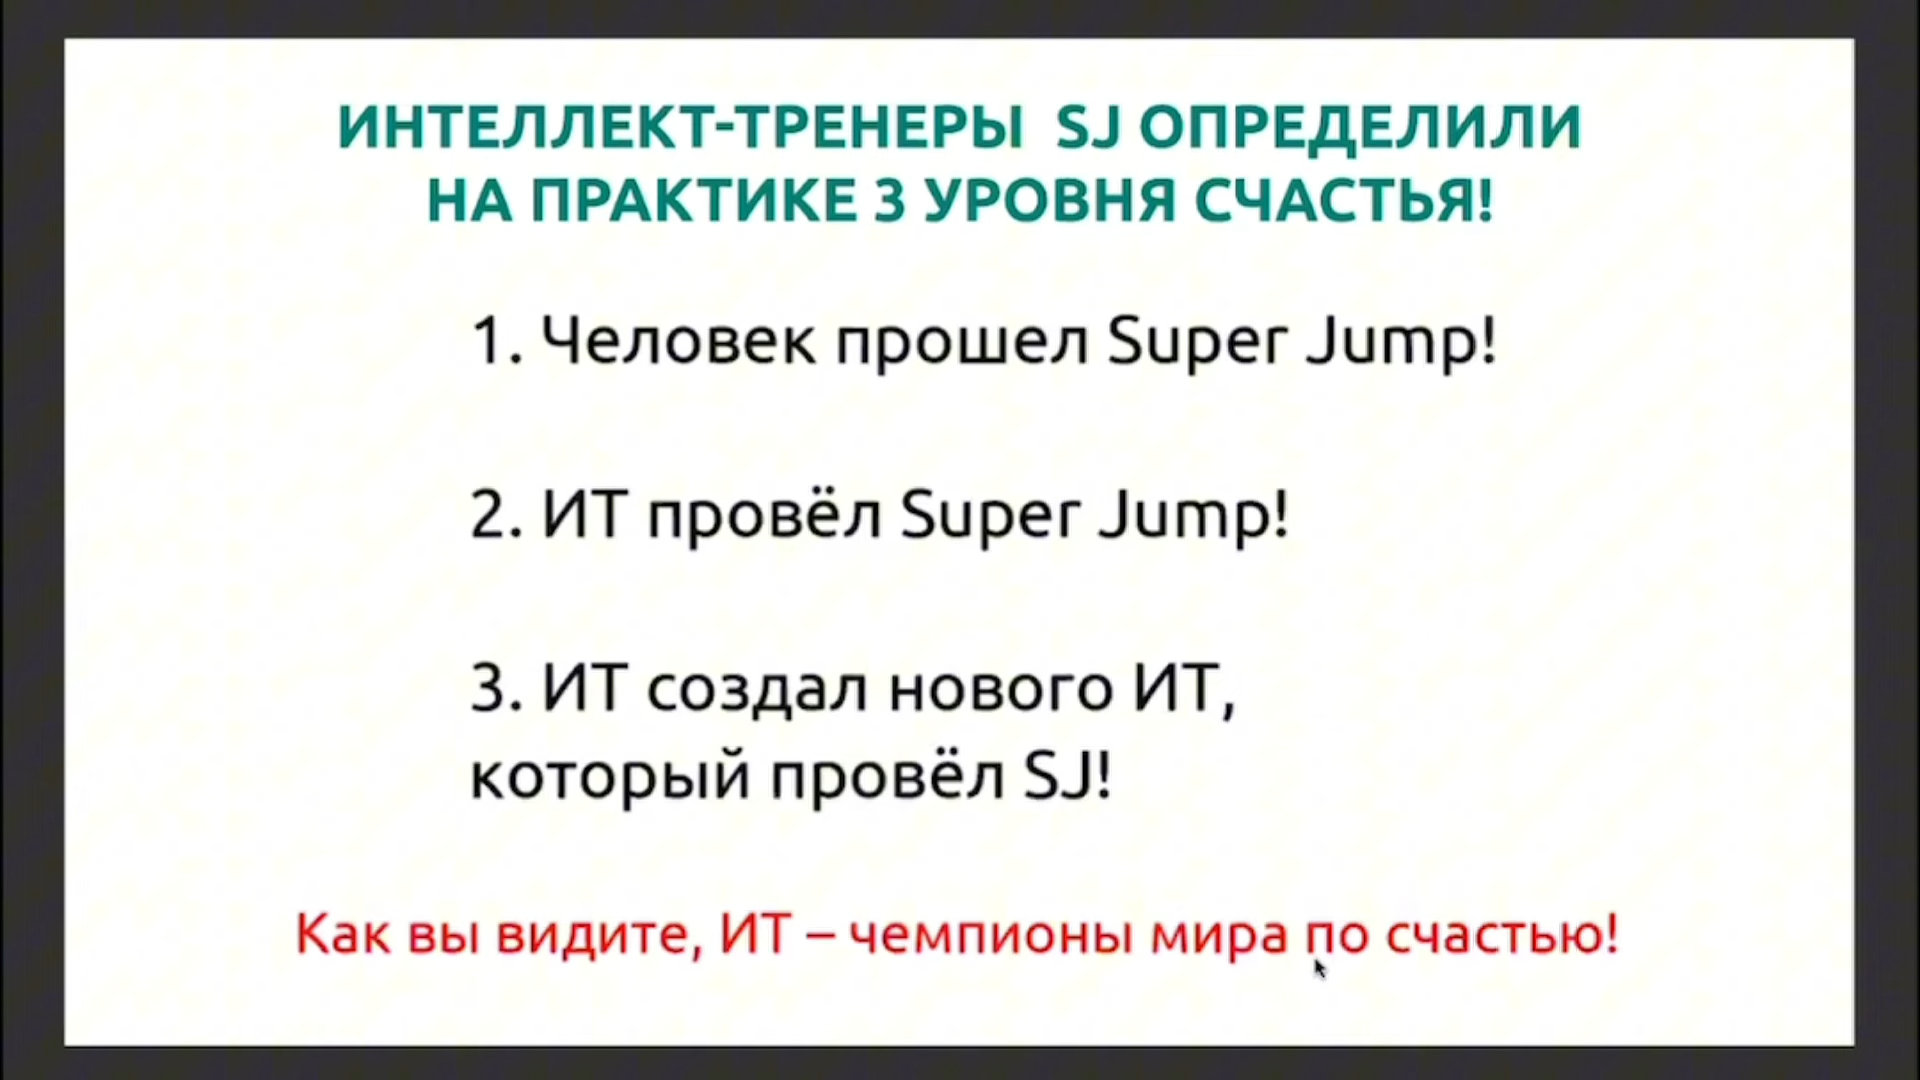 ИНТЕЛЛЕКТ-ТРЕНЕРЫ SJ ОПРЕДЕЛИЛИ
НА ПРАКТИКЕ 3 УРОВНЯ СЧАСТЬЯ!
1. Человек прошел Super Jump!
2. ИТ провёл Super Jump!
3. ИТ создал нового ИТ,
который провёл SJ!
Как вы видите, ИТ – чемпионы мира по счастью!